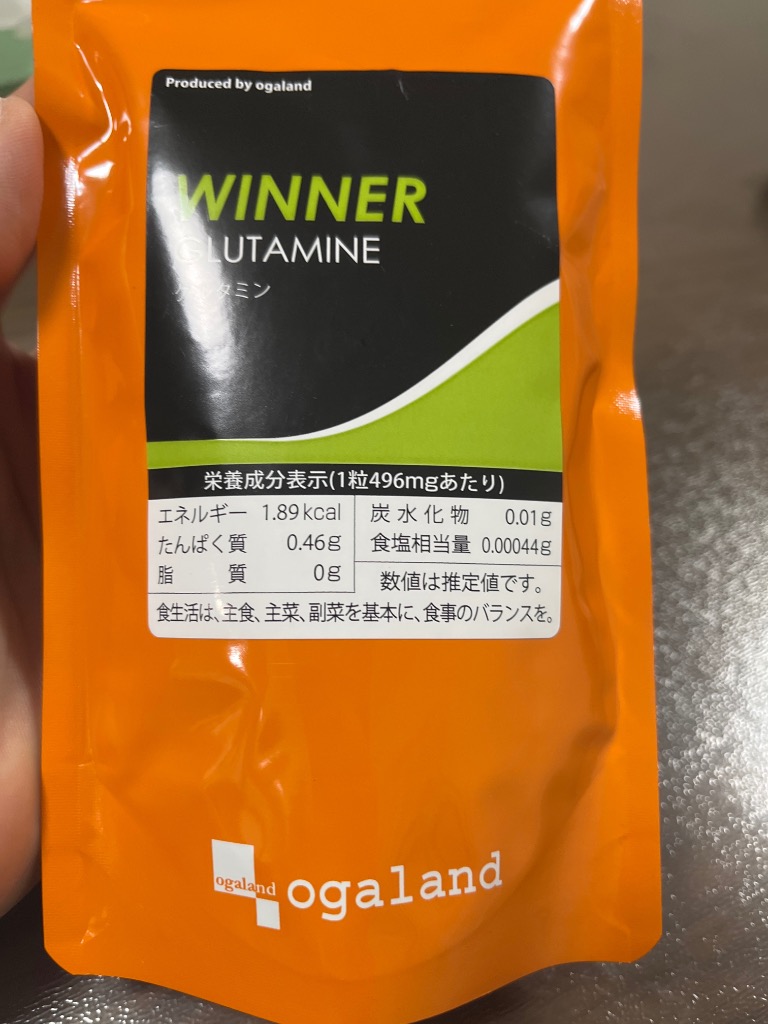 Produced by ogaland
WINNER
GLUTAMINE
グルタミン
栄養成分表示(1粒496mgあたり)
エネルギー 1.89kcal
たんぱく質 0.46g
脂質 0g
炭水化物 0.01g
食塩相当量 0.00044g
数値は推定値です。
食生活は、主食、主菜、副菜を基本に、食事のバランスを。
ogaland
ogaland